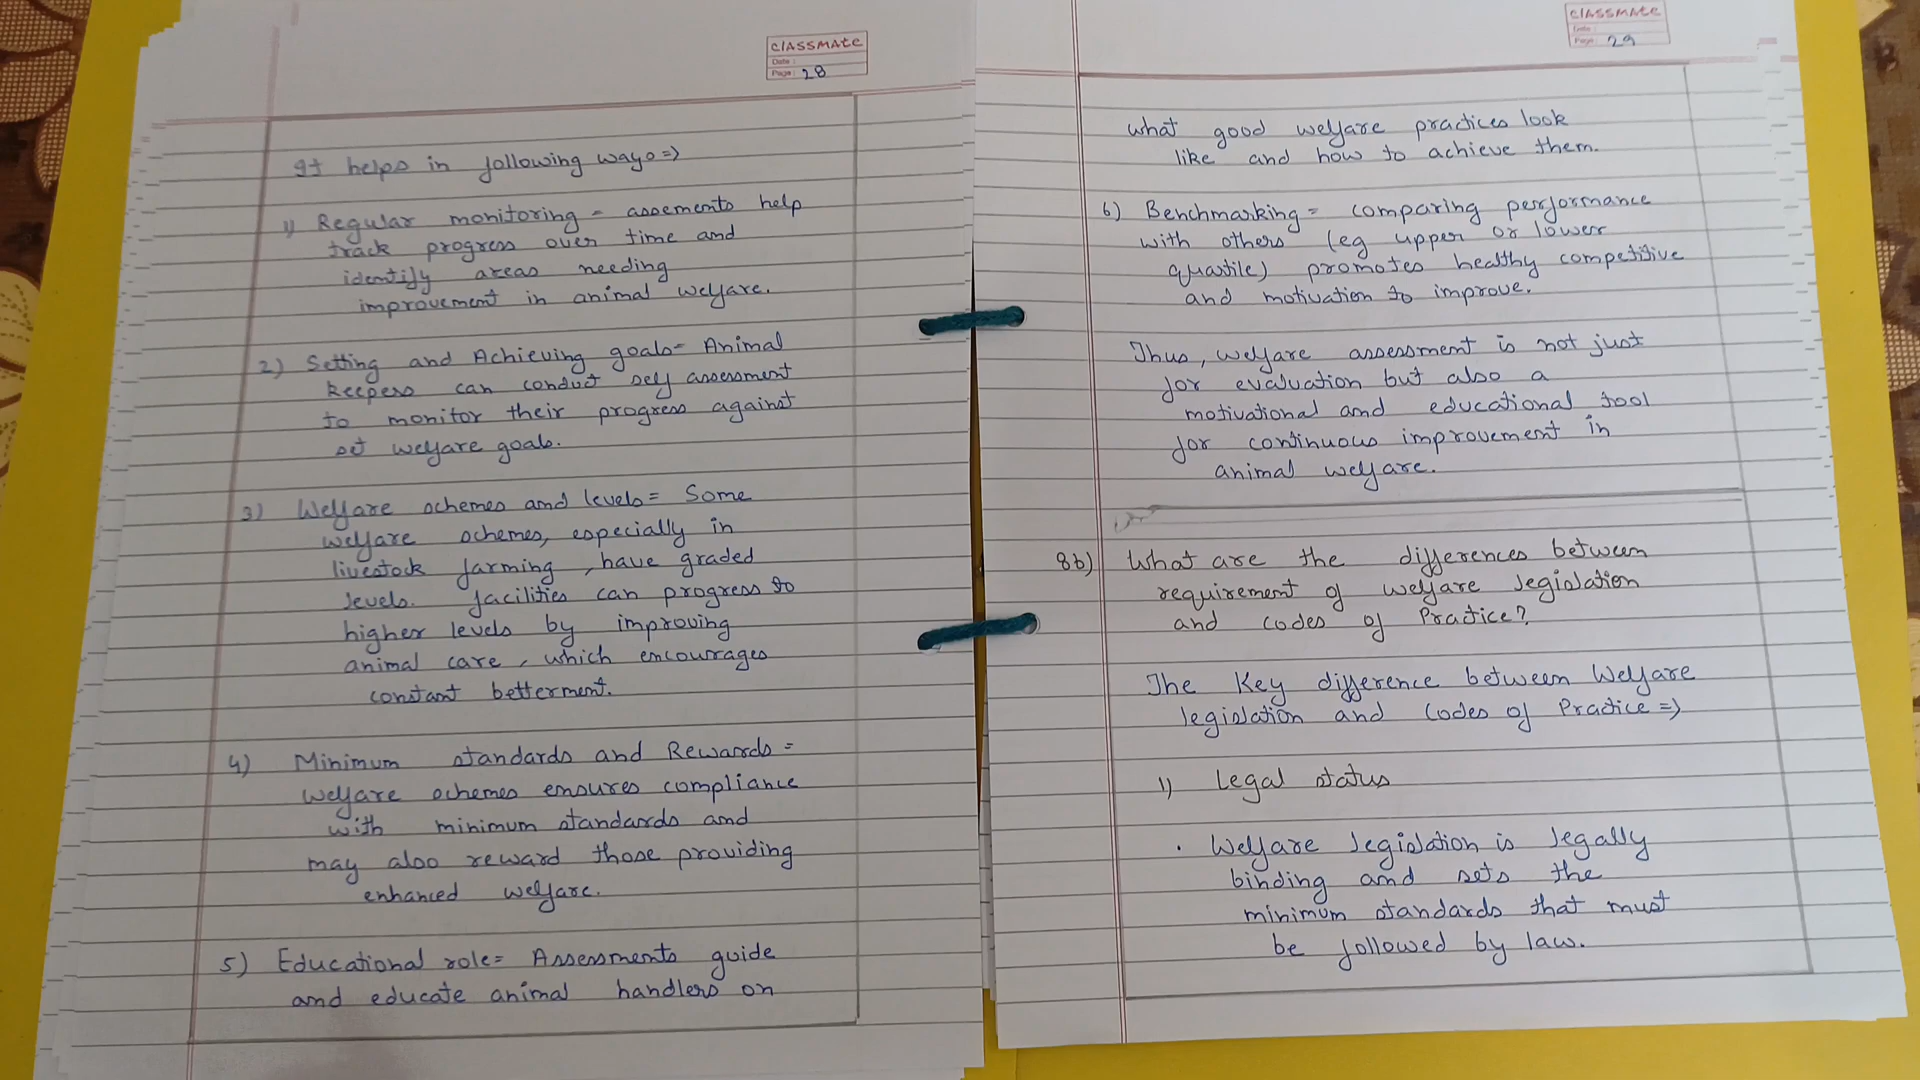 classmate
Date :
Page : 28
It helps in following ways =>
1) Regular monitoring - assements help
track progress over time and
identify areas needing
improvement in animal welfare.
2) Setting and Achieving goals - Animal
keepers can conduct self assessment
to monitor their progress against
set welfare goals.
3) Welfare schemes and levels = Some
welfare schemes, especially in
livestock farming, have graded
levels. facilities can progress to
higher levels by improving
animal care, which encourages
constant betterment.
4) Minimum standards and Rewards =
welfare schemes ensures compliance
with minimum standards and
may also reward those providing
enhanced welfare.
5) Educational role = Assessments guide
and educate animal handlers on
classmate
Date :
Page : 29
what good welfare practices look
like and how to achieve them.
6) Benchmarking = comparing performance
with others (eg upper or lower
quartile) promotes healthy competitive
and motivation to improve.
Thus, welfare assessment is not just
for evaluation but also a
motivational and educational tool
for continuous improvement in
animal welfare.
8b) What are the differences between
requirement of welfare legislation
and codes of Practice?
The Key difference between Welfare
legislation and Codes of Practice =>
1) Legal status
• Welfare legislation is legally
binding and sets the
minimum standards that must
be followed by law.